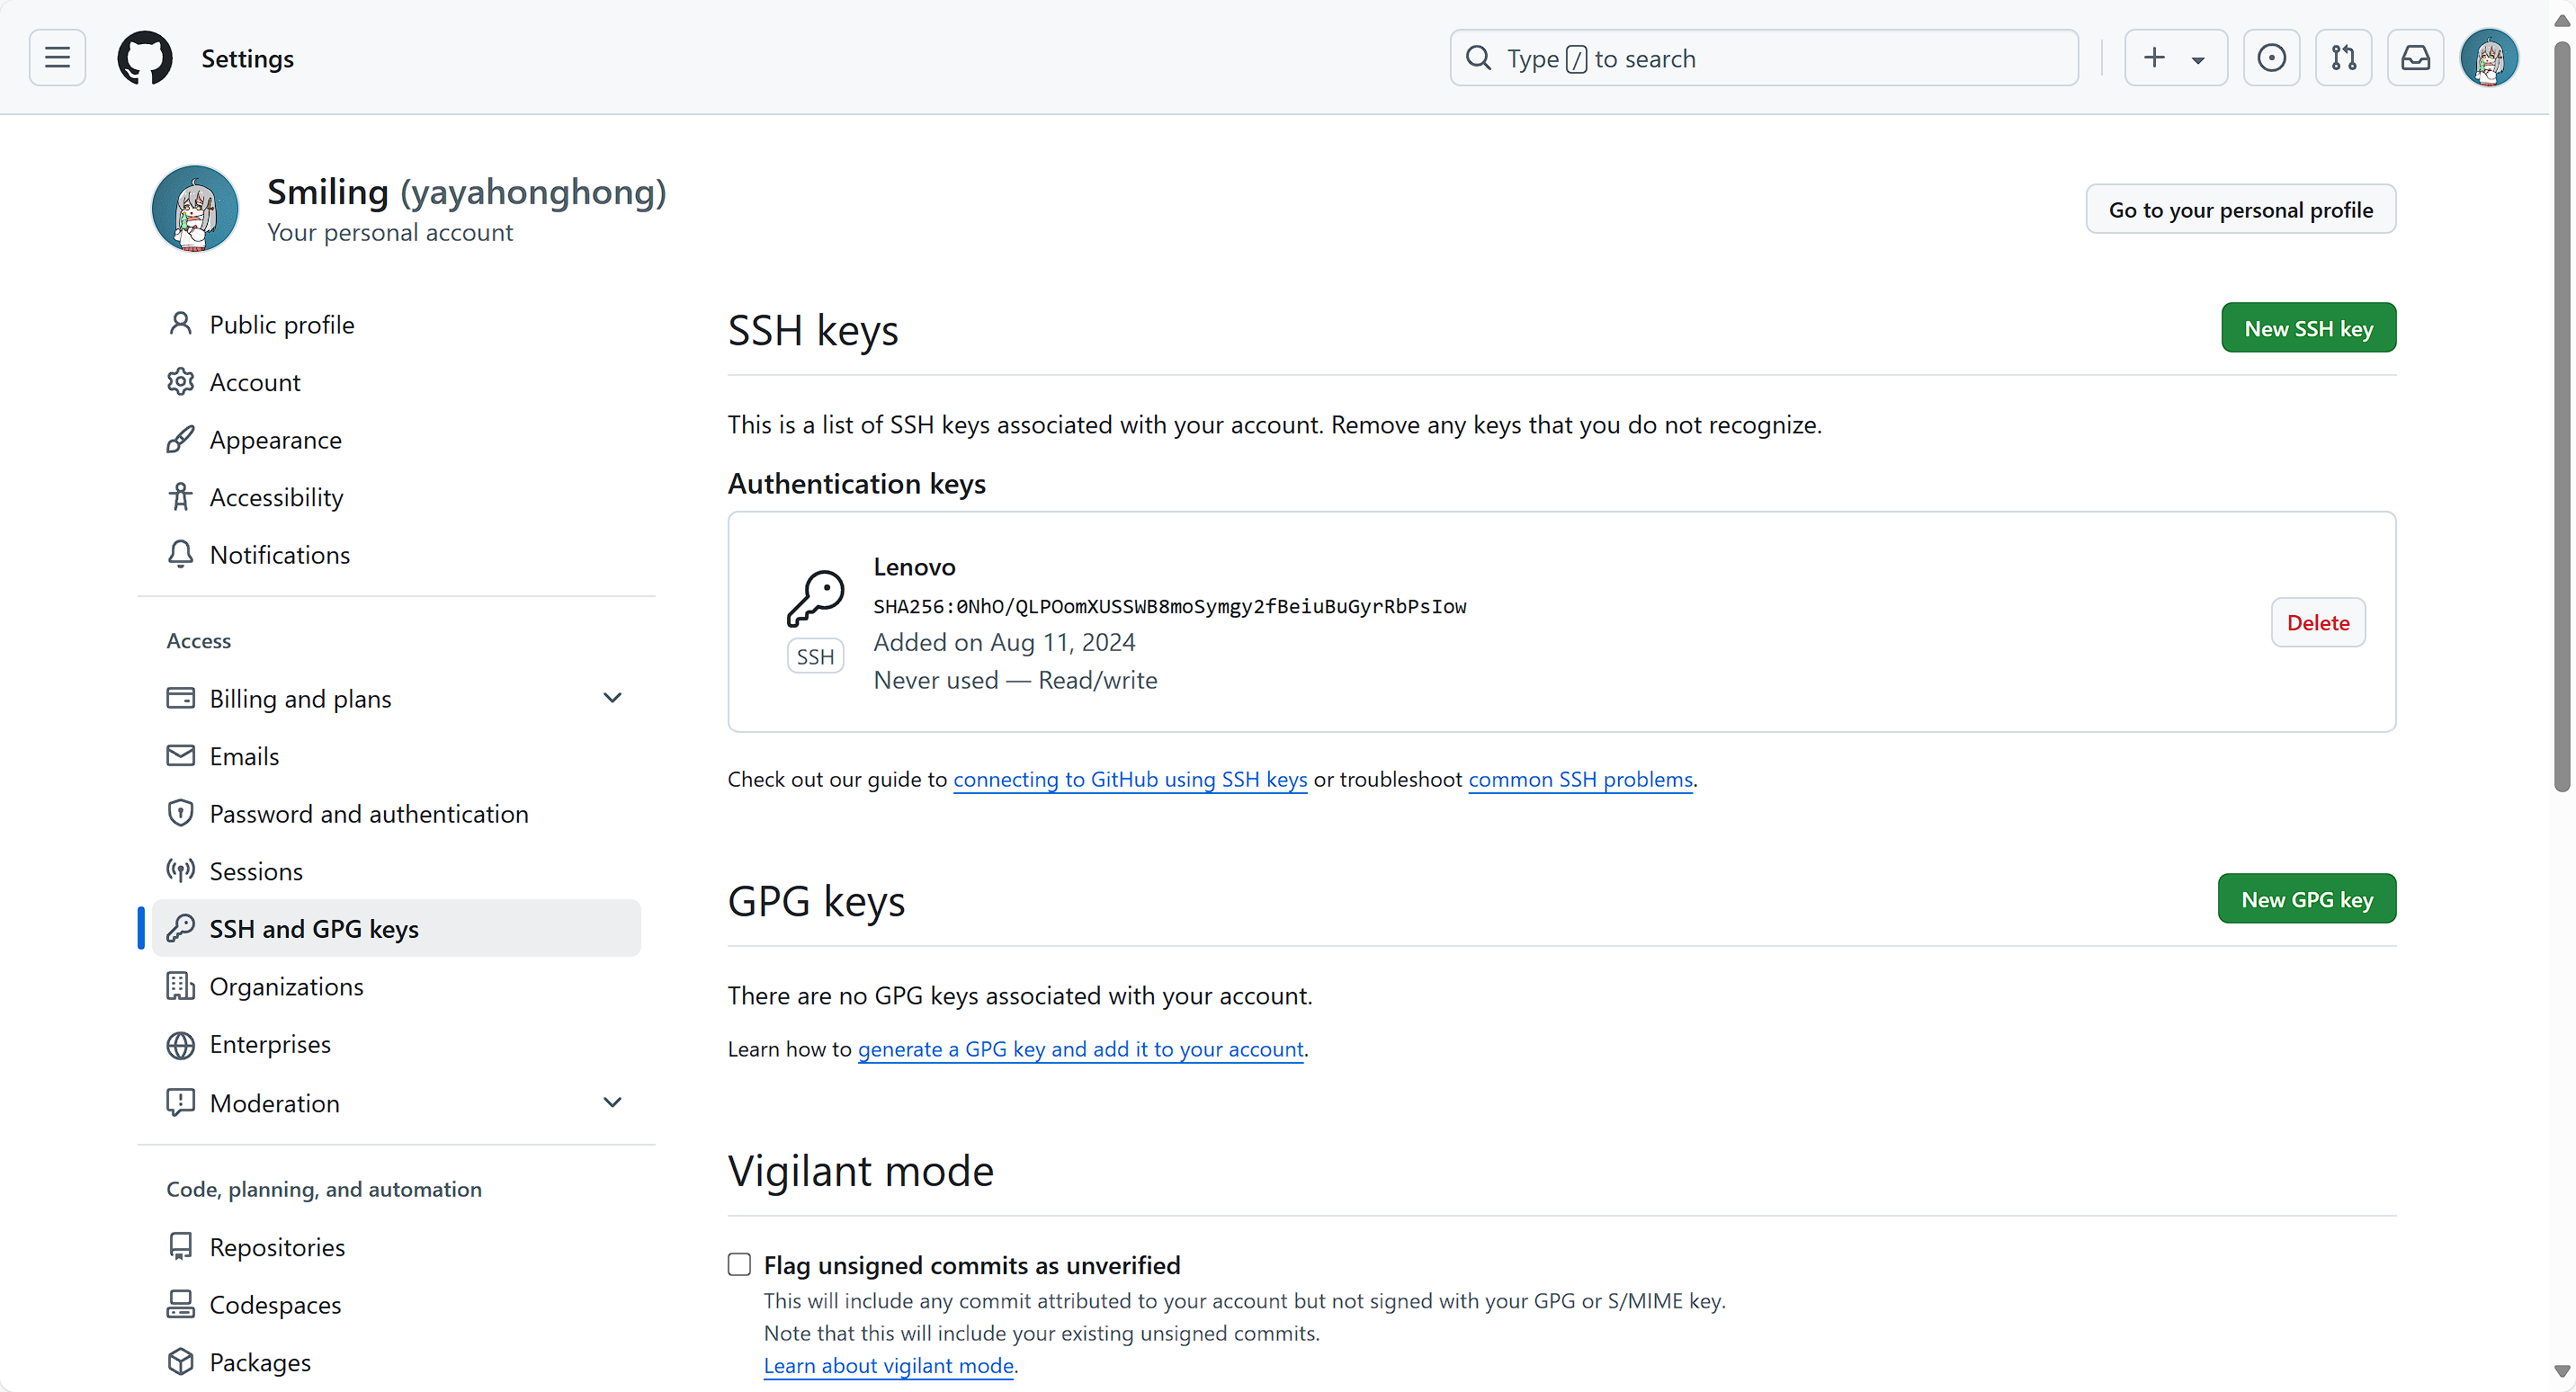 Settings
Type / to search
Smiling (yayahonghong)
Your personal account
Go to your personal profile
Public profile
Account
Appearance
Accessibility
Notifications
Access
Billing and plans
Emails
Password and authentication
Sessions
SSH and GPG keys
Organizations
Enterprises
Moderation
Code, planning, and automation
Repositories
Codespaces
Packages
SSH keys
New SSH key
This is a list of SSH keys associated with your account. Remove any keys that you do not recognize.
Authentication keys
Lenovo
SHA256:0NhO/QLPOomXUSSWB8moSymgy2fBeiuBuGyrRbPsIow
SSH
Added on Aug 11, 2024
Never used — Read/write
Delete
Check out our guide to connecting to GitHub using SSH keys or troubleshoot common SSH problems.
GPG keys
New GPG key
There are no GPG keys associated with your account.
Learn how to generate a GPG key and add it to your account.
Vigilant mode
Flag unsigned commits as unverified
This will include any commit attributed to your account but not signed with your GPG or S/MIME key.
Note that this will include your existing unsigned commits.
Learn about vigilant mode.